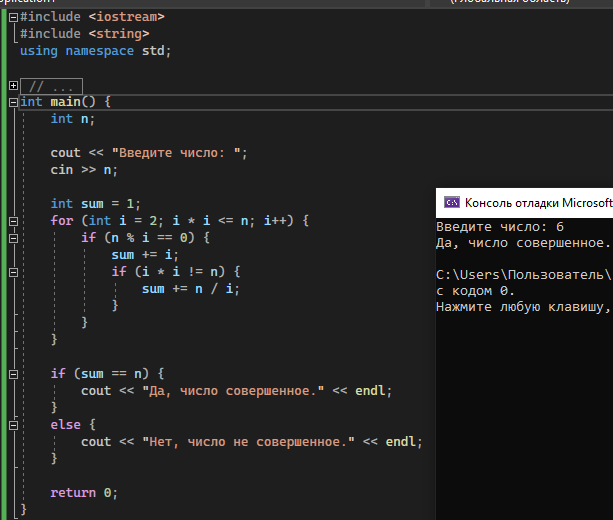 (Глобальная область)
#include <iostream>
#include <string>
using namespace std;
// ...
int main() {
int n;
cout << "Введите число: ";
cin >> n;
int sum = 1;
for (int i = 2; i * i <= n; i++) {
if (n % i == 0) {
sum += i;
if (i * i != n) {
sum += n / i;
}
}
}
if (sum == n) {
cout << "Да, число совершенное." << endl;
}
else {
cout << "Нет, число не совершенное." << endl;
}
return 0;
}
Консоль отладки Microsoft
Введите число: 6
Да, число совершенное.
C:\Users\Пользователь\
с кодом 0.
Нажмите любую клавишу,